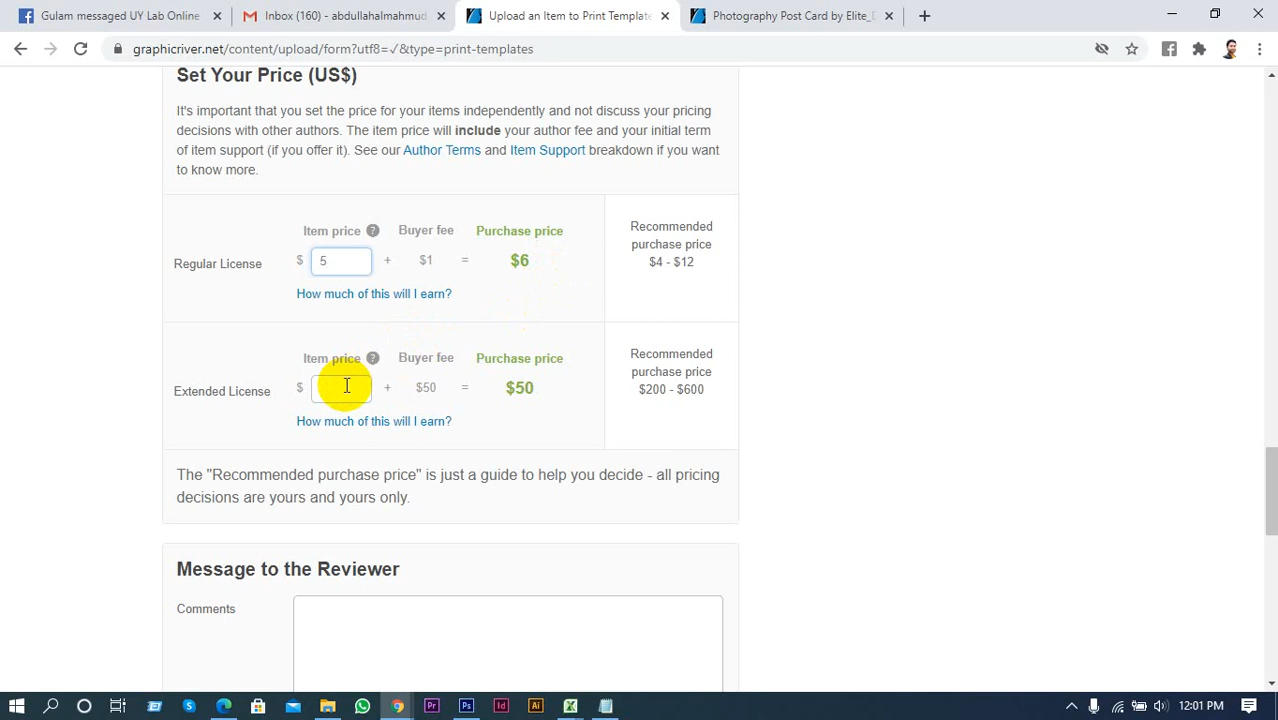 Gulam messaged UY Lab Online
Inbox (160) - abdullahalmahmud
Upload an Item to Print Template
Photography Post Card by Elite_
graphicriver.net/content/upload/form?utf8=✓&type=print-templates
Set Your Price (US$)
It's important that you set the price for your items independently and not discuss your pricing
decisions with other authors. The item price will include your author fee and your initial term
of item support (if you offer it). See our Author Terms and Item Support breakdown if you want
to know more.
Item price ? Buyer fee Purchase price
Regular License $ 5 + $1 = $6
How much of this will I earn?
Recommended
purchase price
$4 - $12
Item price ? Buyer fee Purchase price
Extended License $ + $50 = $50
How much of this will I earn?
Recommended
purchase price
$200 - $600
The "Recommended purchase price" is just a guide to help you decide - all pricing
decisions are yours and yours only.
Message to the Reviewer
Comments
Pr
Ps
Id
Ai
12:01 PM